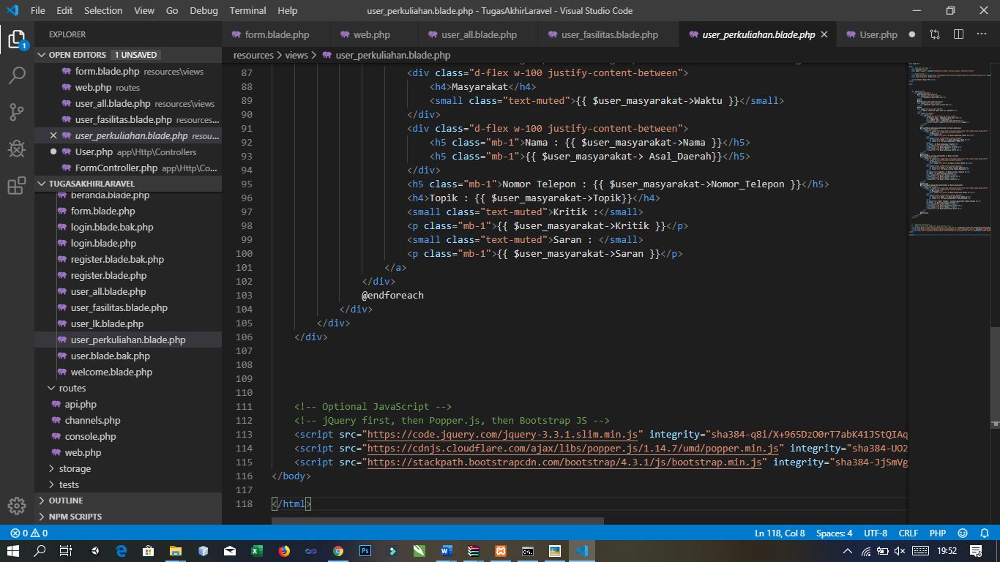 File Edit Selection View Go Debug Terminal Help user_perkuliahan.blade.php - TugasAkhirLaravel - Visual Studio Code
EXPLORER
form.blade.php web.php user_all.blade.php user_fasilitas.blade.php user_perkuliahan.blade.php User.php
1
OPEN EDITORS 1 UNSAVED
form.blade.php resources\views
web.php routes
user_all.blade.php resources\views
user_fasilitas.blade.php resources...
user_perkuliahan.blade.php resou...
User.php app\Http\Controllers
FormController.php app\Http\Co...
TUGASAKHIRLARAVEL
beranda.blade.php
form.blade.php
login.blade.bak.php
login.blade.php
register.blade.bak.php
register.blade.php
user_all.blade.php
user_fasilitas.blade.php
user_lk.blade.php
user_perkuliahan.blade.php
user.blade.bak.php
welcome.blade.php
routes
api.php
channels.php
console.php
web.php
storage
tests
OUTLINE
NPM SCRIPTS
resources > views > user_perkuliahan.blade.php
87 <div class="d-flex w-100 justify-content-between">
88 <h4>Masyarakat</h4>
89 <small class="text-muted">{{ $user_masyarakat->Waktu }}</small>
90 </div>
91 <div class="d-flex w-100 justify-content-between">
92 <h5 class="mb-1">Nama : {{ $user_masyarakat->Nama }}</h5>
93 <h5 class="mb-1">{{ $user_masyarakat-> Asal_Daerah}}</h5>
94 </div>
95 <h5 class="mb-1">Nomor Telepon : {{ $user_masyarakat->Nomor_Telepon }}</h5>
96 <h4>Topik : {{ $user_masyarakat->Topik}}</h4>
97 <small class="text-muted">Kritik :</small>
98 <p class="mb-1">{{ $user_masyarakat->Kritik }}</p>
99 <small class="text-muted">Saran : </small>
100 <p class="mb-1">{{ $user_masyarakat->Saran }}</p>
101 </a>
102 </div>
103 @endforeach
104 </div>
105 </div>
106 </div>
107
108
109
110
111 <!-- Optional JavaScript -->
112 <!-- jQuery first, then Popper.js, then Bootstrap JS -->
113 <script src="https://code.jquery.com/jquery-3.3.1.slim.min.js" integrity="sha384-q8i/X+965DzO0rT7abK41JStQIAq
114 <script src="https://cdnjs.cloudflare.com/ajax/libs/popper.js/1.14.7/umd/popper.min.js" integrity="sha384-UO2
115 <script src="https://stackpath.bootstrapcdn.com/bootstrap/4.3.1/js/bootstrap.min.js" integrity="sha384-JjSmVg
116 </body>
117
118 </html>
0 0 Ln 118, Col 8 Spaces: 4 UTF-8 CRLF PHP
19:52